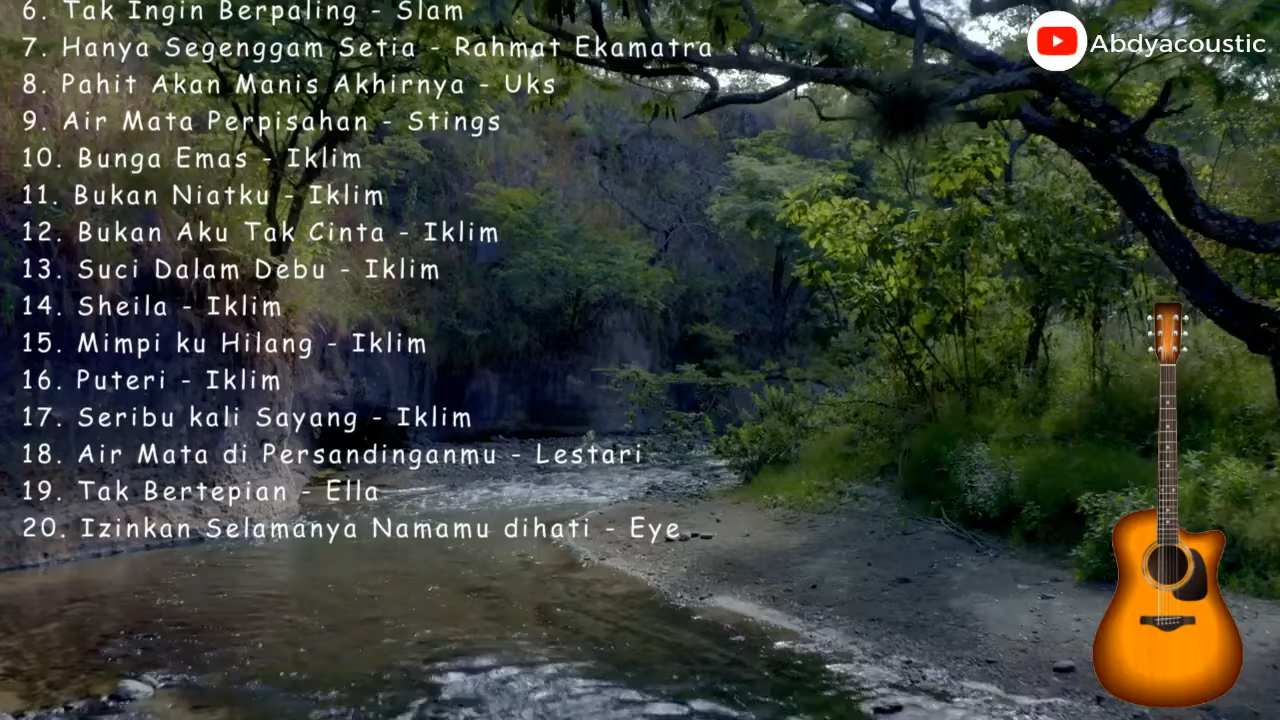 6. Tak Ingin Berpaling - Slam
7. Hanya Segenggam Setia - Rahmat Ekamatra
8. Pahit Akan Manis Akhirnya - Uks
9. Air Mata Perpisahan - Stings
10. Bunga Emas - Iklim
11. Bukan Niatku - Iklim
12. Bukan Aku Tak Cinta - Iklim
13. Suci Dalam Debu - Iklim
14. Sheila - Iklim
15. Mimpi ku Hilang - Iklim
16. Puteri - Iklim
17. Seribu kali Sayang - Iklim
18. Air Mata di Persandinganmu - Lestari
19. Tak Bertepian - Ella
20. Izinkan Selamanya Namamu dihati - Eye
Abdyacoustic